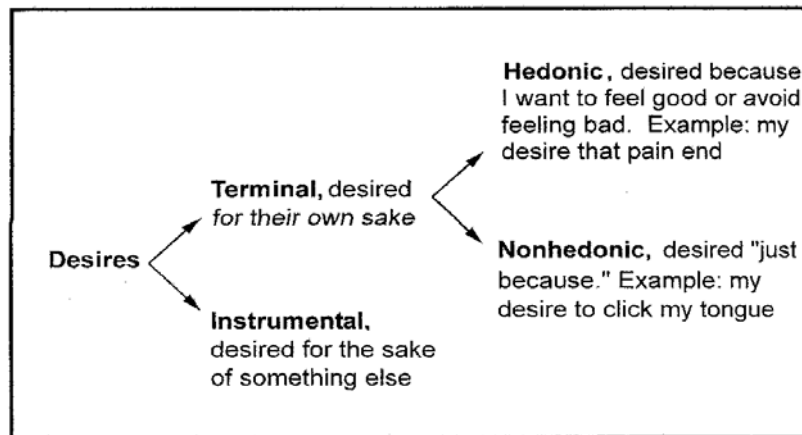 Hedonic, desired because
I want to feel good or avoid
feeling bad. Example: my
desire that pain end
Terminal, desired
for their own sake
Desires
Nonhedonic, desired "just
because." Example: my
desire to click my tongue
Instrumental,
desired for the sake
of something else